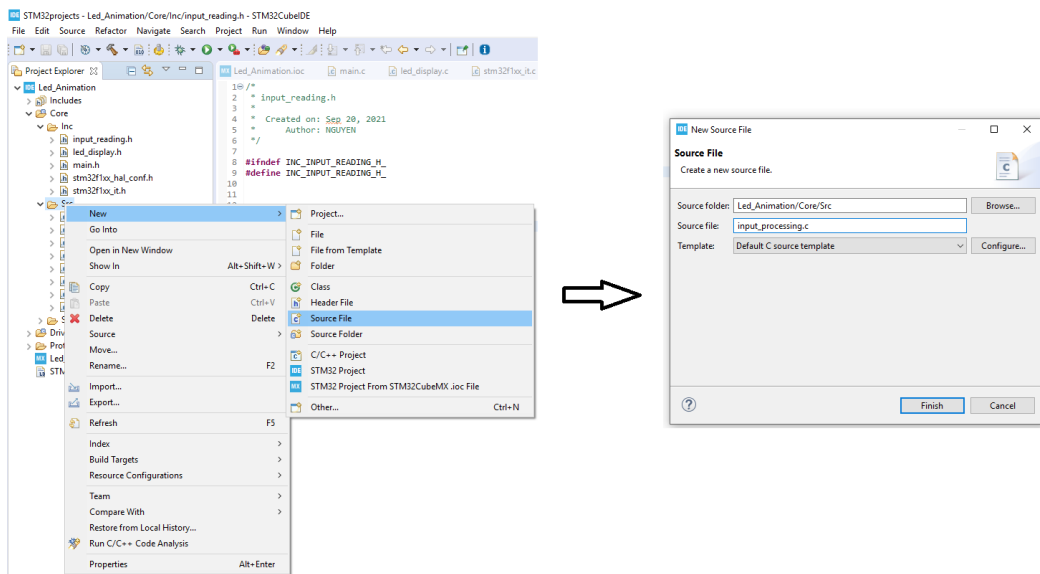 STM32projects - Led_Animation/Core/Inc/input_reading.h - STM32CubeIDE
File Edit Source Refactor Navigate Search Project Run Window Help
Project Explorer
Led_Animation.ioc main.c led_display.c stm32f1xx_it.c
Led_Animation
Includes
Core
Inc
input_reading.h
led_display.h
main.h
stm32f1xx_hal_conf.h
stm32f1xx_it.h
Src
Driv
Led
STM
1 /*
2 * input_reading.h
3 *
4 * Created on: Sep 20, 2021
5 * Author: NGUYEN
6 */
7
8 #ifndef INC_INPUT_READING_H_
9 #define INC_INPUT_READING_H_
10
11
New
Go Into
Open in New Window
Show In Alt+Shift+W >
Copy Ctrl+C
Paste Ctrl+V
Delete Delete
Source
Move...
Rename... F2
Import...
Export...
Refresh F5
Index
Build Targets
Resource Configurations
Team
Compare With
Restore from Local History...
Run C/C++ Code Analysis
Properties Alt+Enter
Project...
File
File from Template
Folder
Class
Header File
Source File
Source Folder
C/C++ Project
STM32 Project
STM32 Project From STM32CubeMX .ioc File
Other... Ctrl+N
IDE New Source File
Source File
Create a new source file.
Source folder: Led_Animation/Core/Src Browse...
Source file: input_processing.c
Template: Default C source template Configure...
Finish Cancel